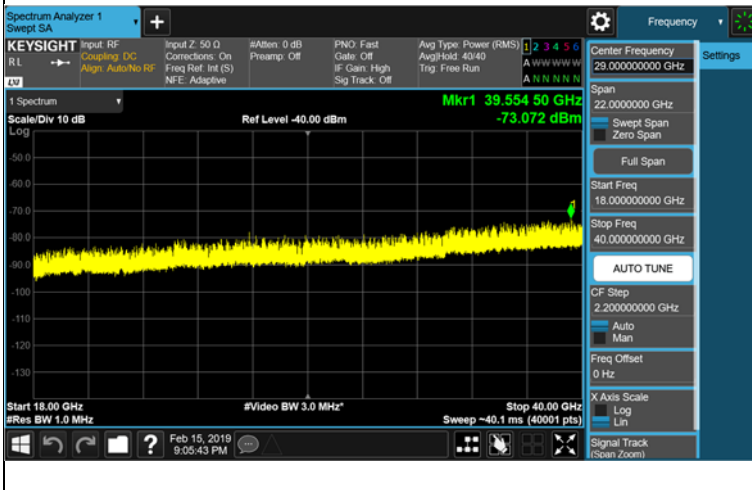 Spectrum Analyzer 1
Swept SA
Frequency
KEYSIGHT
RL
LXI
Input: RF
Coupling: DC
Align: Auto/No RF
Input Z: 50 Ω
Corrections: On
Freq Ref: Int (S)
NFE: Adaptive
#Atten: 0 dB
Preamp: Off
PNO: Fast
Gate: Off
IF Gain: High
Sig Track: Off
Avg Type: Power (RMS)
Avg|Hold: 40/40
Trig: Free Run
1 2 3 4 5 6
A W W W W W
A N N N N N
1 Spectrum
Scale/Div 10 dB
Log
Ref Level -40.00 dBm
Mkr1 39.554 50 GHz
-73.072 dBm
-50.0
-60.0
-70.0
-80.0
-90.0
-100
-110
-120
-130
Start 18.00 GHz
#Res BW 1.0 MHz
#Video BW 3.0 MHz*
Stop 40.00 GHz
Sweep ~40.1 ms (40001 pts)
Feb 15, 2019
9:05:43 PM
?
Center Frequency
29.000000000 GHz
Settings
Span
22.0000000 GHz
Swept Span
Zero Span
Full Span
Start Freq
18.000000000 GHz
Stop Freq
40.000000000 GHz
AUTO TUNE
CF Step
2.200000000 GHz
Auto
Man
Freq Offset
0 Hz
X Axis Scale
Log
Lin
Signal Track
(Span Zoom)